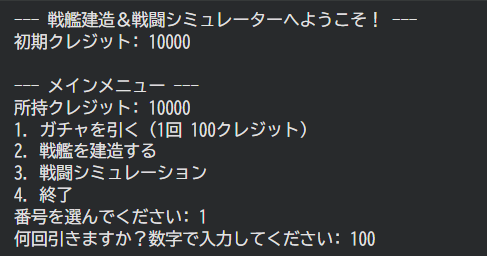 --- 戦艦建造＆戦闘シミュレーターへようこそ！ ---
初期クレジット: 10000

--- メインメニュー ---
所持クレジット: 10000
1. ガチャを引く（1回 100クレジット）
2. 戦艦を建造する
3. 戦闘シミュレーション
4. 終了
番号を選んでください: 1
何回引きますか？数字で入力してください: 100